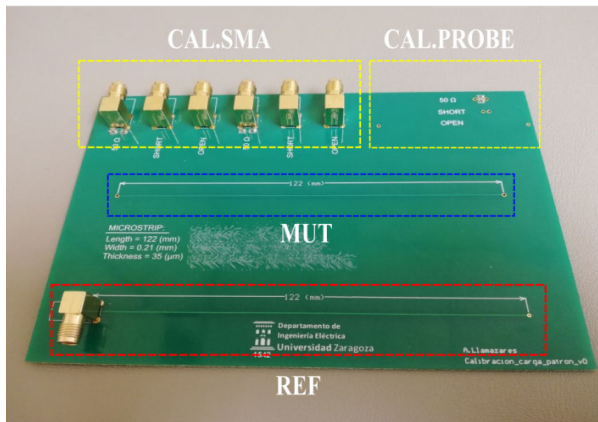 CAL.SMA
CAL.PROBE
50 Ω
SHORT
OPEN
50 Ω
SHORT
OPEN
50 Ω
SHORT
OPEN
122 (mm)
MUT
MICROSTRIP:
Length = 122 (mm)
Width = 0.21 (mm)
Thickness = 35 (μm)
122 (mm)
Departamento de
Ingeniería Eléctrica
Universidad Zaragoza
1542
A.Llamazares
Calibracion_carga_patron_v0
REF